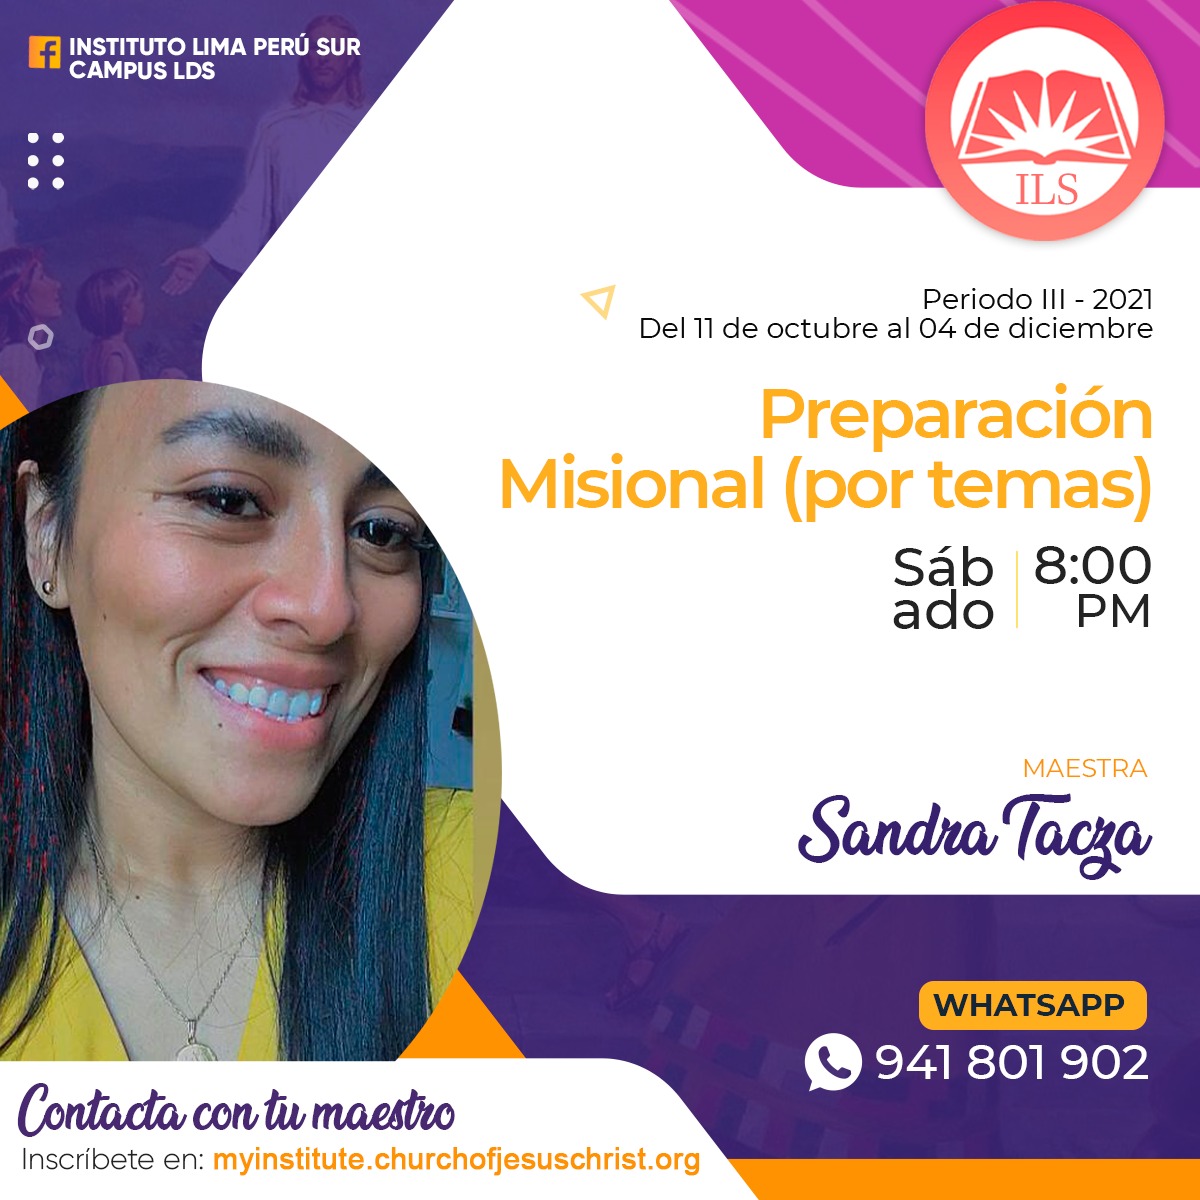 INSTITUTO LIMA PERÚ SUR
CAMPUS LDS
ILS
Periodo III - 2021
Del 11 de octubre al 04 de diciembre
Preparación
Misional (por temas)
Sáb
ado
8:00
PM
MAESTRA
Sandra Tacza
WHATSAPP
941 801 902
Contacta con tu maestro
Inscríbete en: myinstitute.churchofjesuschrist.org